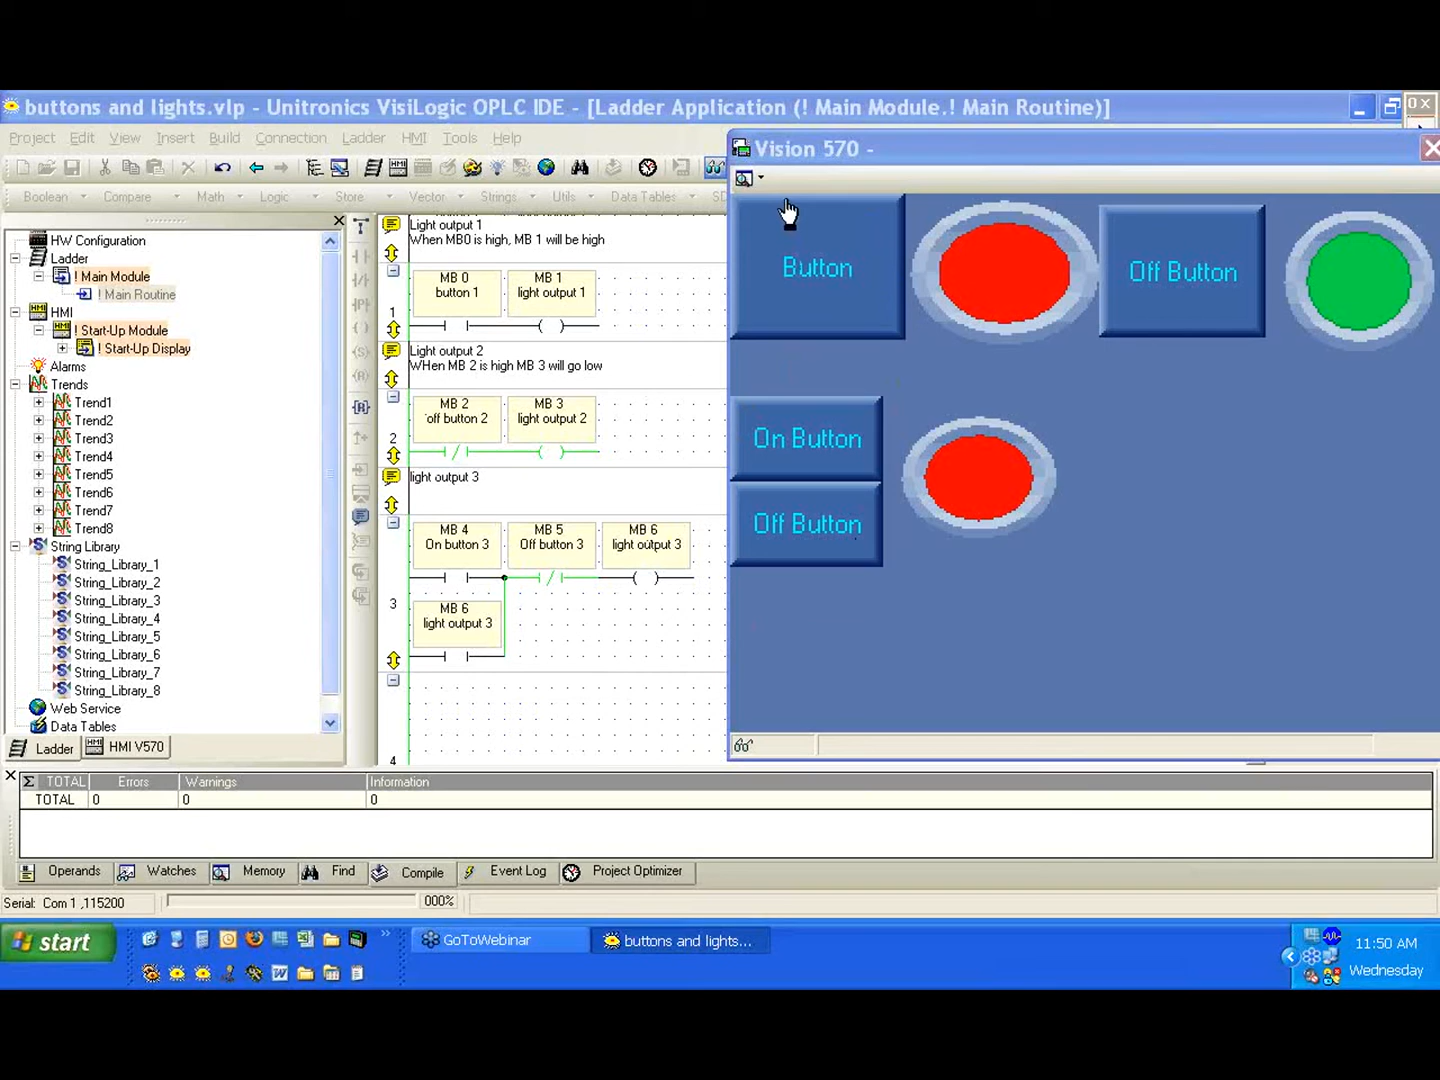 buttons and lights.vlp - Unitronics VisiLogic OPLC IDE - [Ladder Application (! Main Module.! Main Routine)]
Project Edit View Insert Build Connection Ladder HMI Tools Help
Boolean Compare Math Logic Store Vector Strings Utils Data Tables
HW Configuration
Ladder
! Main Module
! Main Routine
HMI
! Start-Up Module
! Start-Up Display
Alarms
Trends
Trend1
Trend2
Trend3
Trend4
Trend5
Trend6
Trend7
Trend8
String Library
String_Library_1
String_Library_2
String_Library_3
String_Library_4
String_Library_5
String_Library_6
String_Library_7
String_Library_8
Web Service
Data Tables
Ladder HMI V570
Light output 1
When MB0 is high, MB 1 will be high
MB 0 MB 1
button 1 light output 1
1
Light output 2
WHen MB 2 is high MB 3 will go low
MB 2 MB 3
off button 2 light output 2
2
light output 3
MB 4 MB 5 MB 6
On button 3 Off button 3 light output 3
3
MB 6
light output 3
4
Vision 570 -
Button
Off Button
On Button
Off Button
TOTAL Errors Warnings Information
TOTAL 0 0 0
Operands Watches Memory Find Compile Event Log Project Optimizer
Serial: Com 1 ,115200 000%
start GoToWebinar buttons and lights... 11:50 AM
Wednesday